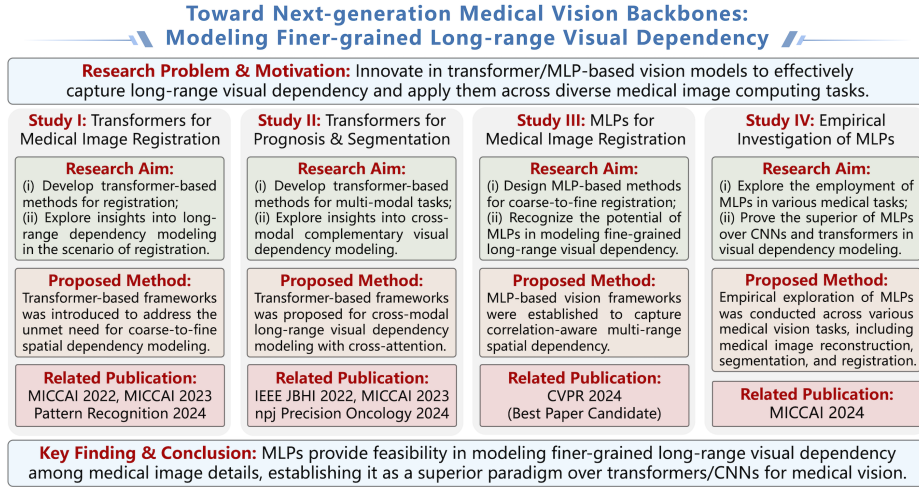 Toward Next-generation Medical Vision Backbones:
Modeling Finer-grained Long-range Visual Dependency
Research Problem & Motivation: Innovate in transformer/MLP-based vision models to effectively
capture long-range visual dependency and apply them across diverse medical image computing tasks.
Study I: Transformers for
Medical Image Registration
Research Aim:
(i) Develop transformer-based
methods for registration;
(ii) Explore insights into long-
range dependency modeling
in the scenario of registration.
Proposed Method:
Transformer-based frameworks
was introduced to address the
unmet need for coarse-to-fine
spatial dependency modeling.
Related Publication:
MICCAI 2022, MICCAI 2023
Pattern Recognition 2024
Study II: Transformers for
Prognosis & Segmentation
Research Aim:
(i) Develop transformer-based
methods for multi-modal tasks;
(ii) Explore insights into cross-
modal complementary visual
dependency modeling.
Proposed Method:
Transformer-based frameworks
was proposed for cross-modal
long-range visual dependency
modeling with cross-attention.
Related Publication:
IEEE JBHI 2022, MICCAI 2023
npj Precision Oncology 2024
Study III: MLPs for
Medical Image Registration
Research Aim:
(i) Design MLP-based methods
for coarse-to-fine registration;
(ii) Recognize the potential of
MLPs in modeling fine-grained
long-range visual dependency.
Proposed Method:
MLP-based vision frameworks
were established to capture
correlation-aware multi-range
spatial dependency.
Related Publication:
CVPR 2024
(Best Paper Candidate)
Study IV: Empirical
Investigation of MLPs
Research Aim:
(i) Explore the employment of
MLPs in various medical tasks;
(ii) Prove the superior of MLPs
over CNNs and transformers in
visual dependency modeling.
Proposed Method:
Empirical exploration of MLPs
was conducted across various
medical vision tasks, including
medical image reconstruction,
segmentation, and registration.
Related Publication:
MICCAI 2024
Key Finding & Conclusion: MLPs provide feasibility in modeling finer-grained long-range visual dependency
among medical image details, establishing it as a superior paradigm over transformers/CNNs for medical vision.